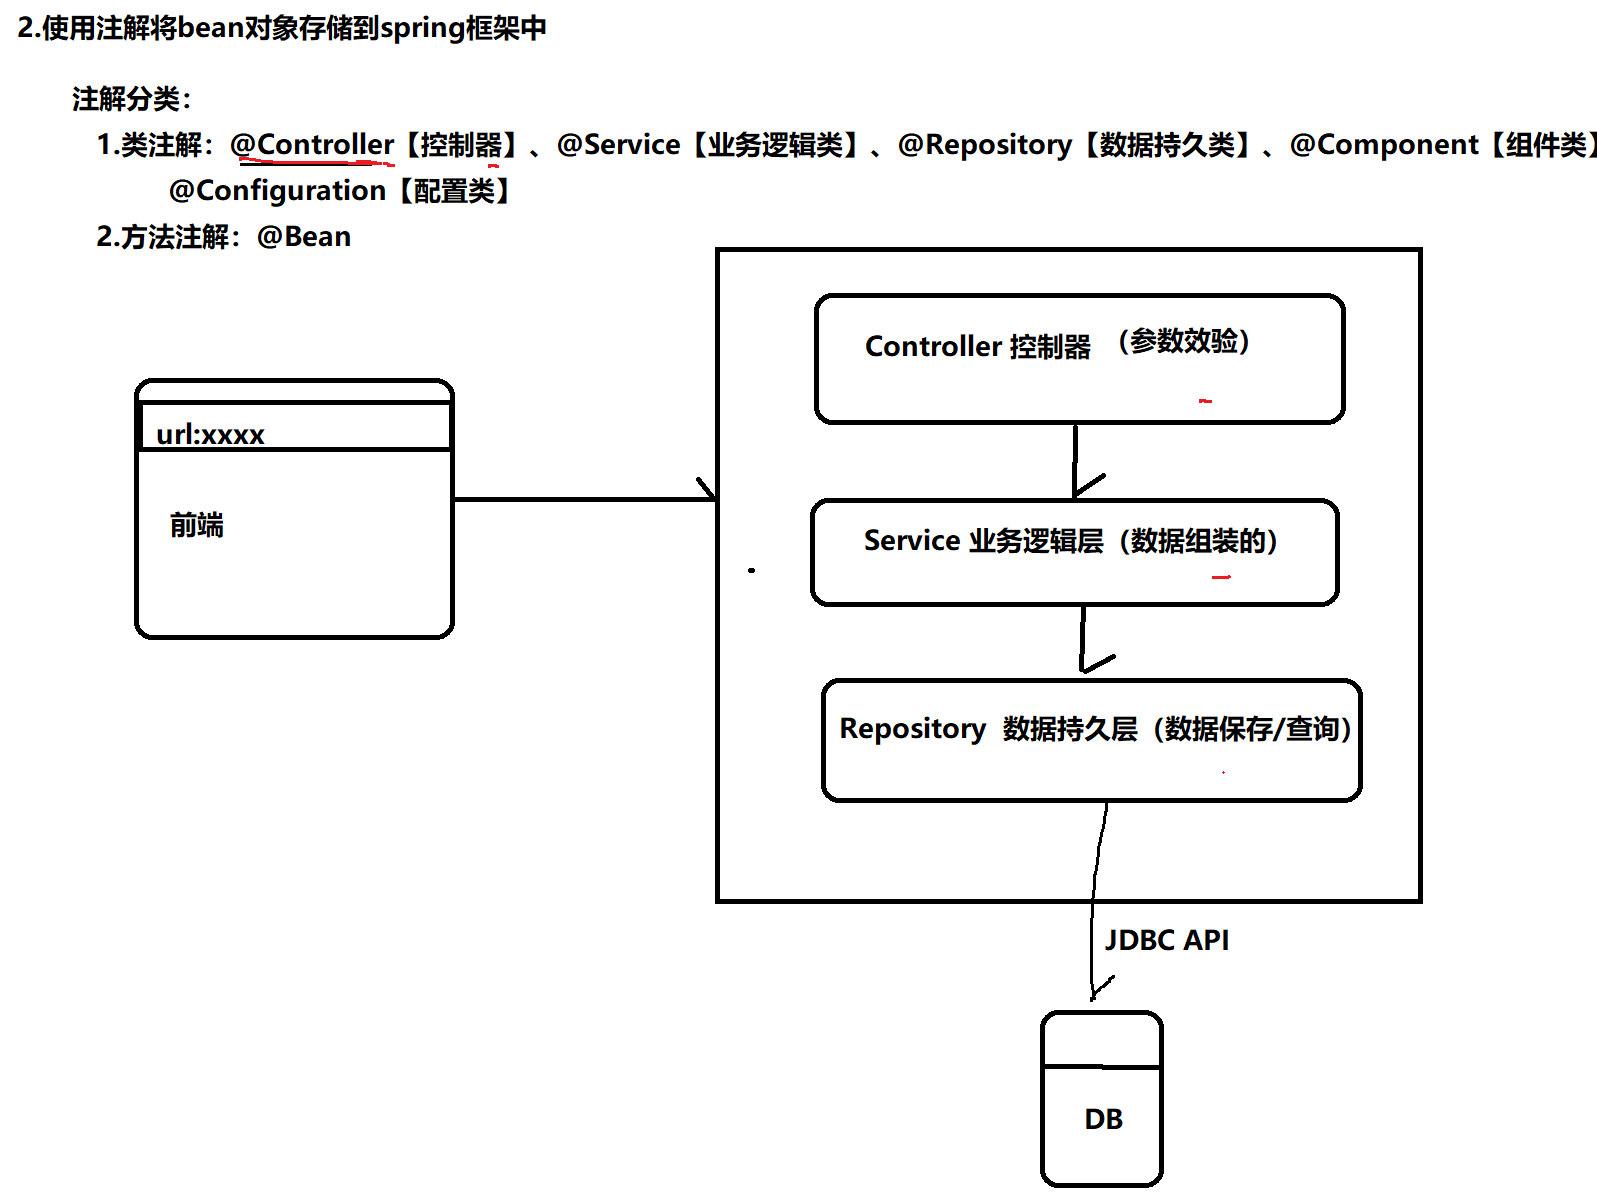 2.使用注解将bean对象存储到spring框架中
注解分类：
1.类注解：@Controller【控制器】、@Service【业务逻辑类】、@Repository【数据持久类】、@Component【组件类】
@Configuration【配置类】
2.方法注解：@Bean
Controller 控制器 （参数效验）
url:xxxx
前端
Service 业务逻辑层（数据组装的）
Repository 数据持久层（数据保存/查询）
JDBC API
DB